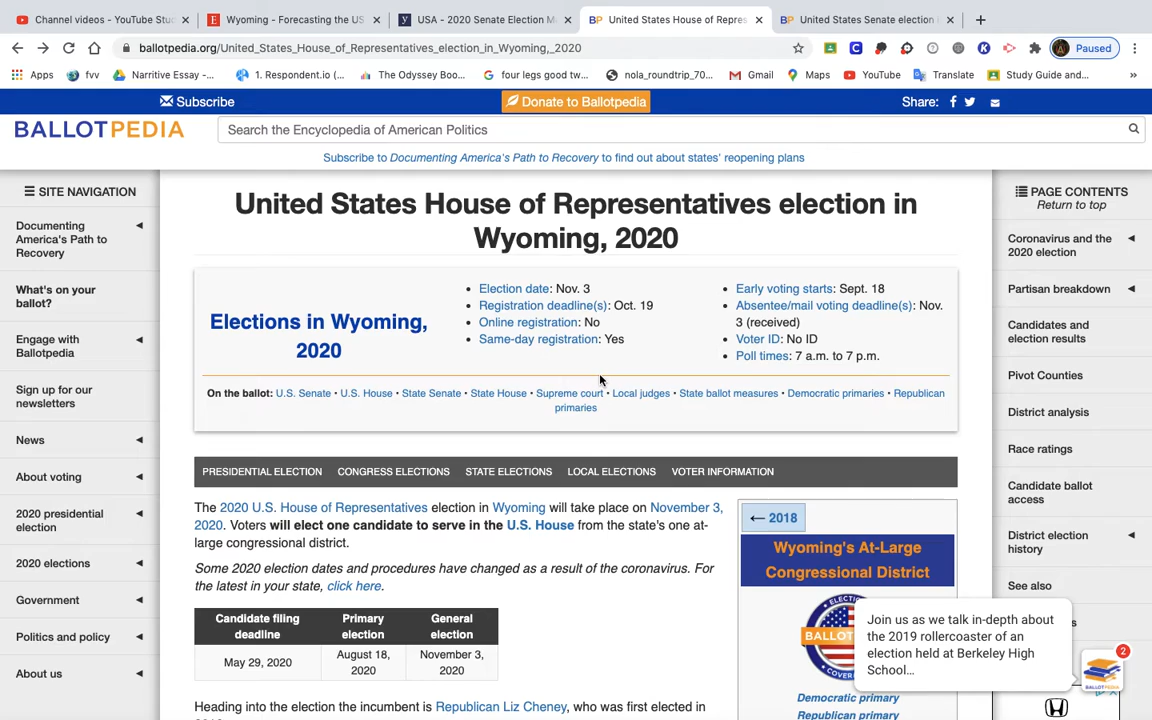 Channel videos - YouTube Stu
Wyoming - Forecasting the US
USA - 2020 Senate Election M
United States House of Repres
United States Senate election
ballotpedia.org/United_States_House_of_Representatives_election_in_Wyoming,_2020
Paused
Apps
fvv
Narritive Essay -...
1. Respondent.io (...
The Odyssey Boo...
four legs good tw...
nola_roundtrip_70...
Gmail
Maps
YouTube
Translate
Study Guide and...
»
Subscribe
Donate to Ballotpedia
Share:
BALLOTPEDIA
Search the Encyclopedia of American Politics
Subscribe to Documenting America's Path to Recovery to find out about states' reopening plans
SITE NAVIGATION
Documenting
America's Path to
Recovery
What's on your
ballot?
Engage with
Ballotpedia
Sign up for our
newsletters
News
About voting
2020 presidential
election
2020 elections
Government
Politics and policy
About us
United States House of Representatives election in
Wyoming, 2020
Elections in Wyoming,
2020
• Election date: Nov. 3
• Registration deadline(s): Oct. 19
• Online registration: No
• Same-day registration: Yes
• Early voting starts: Sept. 18
• Absentee/mail voting deadline(s): Nov.
3 (received)
• Voter ID: No ID
• Poll times: 7 a.m. to 7 p.m.
On the ballot: U.S. Senate • U.S. House • State Senate • State House • Supreme court • Local judges • State ballot measures • Democratic primaries • Republican
primaries
PRESIDENTIAL ELECTION CONGRESS ELECTIONS STATE ELECTIONS LOCAL ELECTIONS VOTER INFORMATION
The 2020 U.S. House of Representatives election in Wyoming will take place on November 3,
2020. Voters will elect one candidate to serve in the U.S. House from the state's one at-
large congressional district.
Some 2020 election dates and procedures have changed as a result of the coronavirus. For
the latest in your state, click here.
Candidate filing
deadline
Primary
election
General
election
May 29, 2020
August 18,
2020
November 3,
2020
Heading into the election the incumbent is Republican Liz Cheney, who was first elected in
← 2018
Wyoming's At-Large
Congressional District
Democratic primary
Republican primary
PAGE CONTENTS
Return to top
Coronavirus and the
2020 election
Partisan breakdown
Candidates and
election results
Pivot Counties
District analysis
Race ratings
Candidate ballot
access
District election
history
See also
Join us as we talk in-depth about
the 2019 rollercoaster of an
election held at Berkeley High
School...
2
BALLOTPEDIA